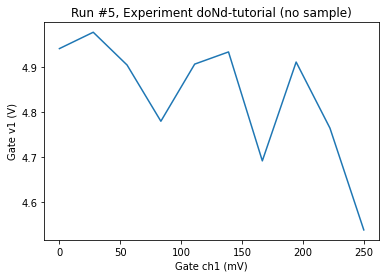 Run #5, Experiment doNd-tutorial (no sample)
Gate v1 (V)
4.9
4.8
4.7
4.6
0 50 100 150 200 250
Gate ch1 (mV)